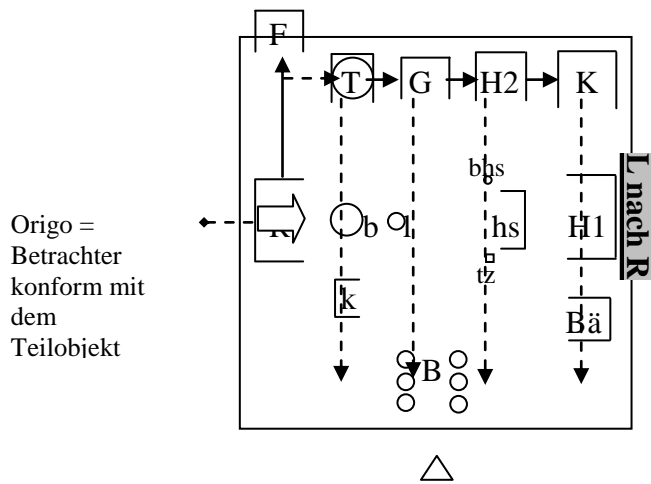 F
T G H2 K
bhs
L nach R
b l hs H1
tz
k
Bä
B
Origo =
Betrachter
konform mit
dem
Teilobjekt